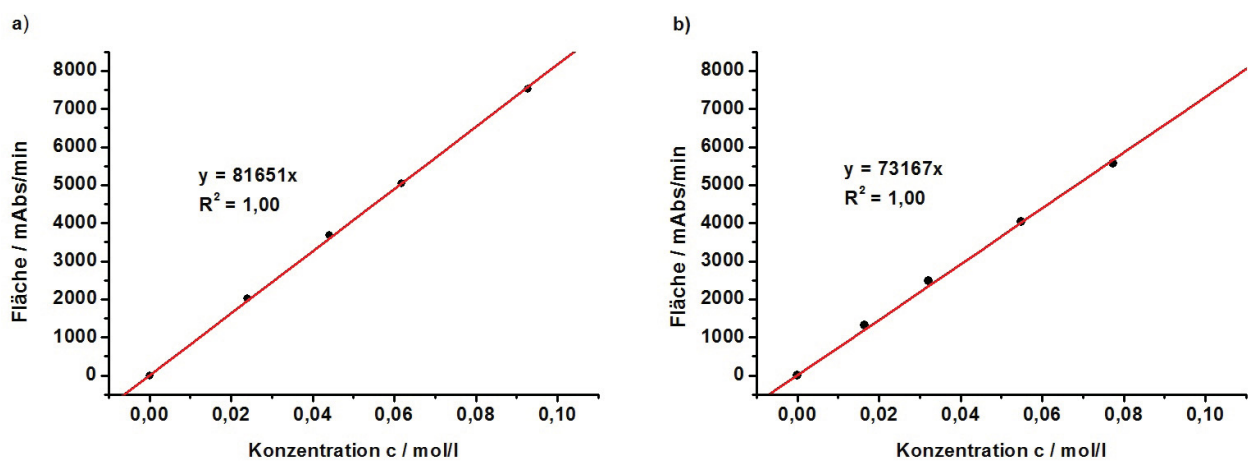 a)
Fläche / mAbs/min
8000
7000
6000
5000
4000
3000
2000
1000
0
y = 81651x
R² = 1,00
0,00 0,02 0,04 0,06 0,08 0,10
Konzentration c / mol/l
b)
Fläche / mAbs/min
8000
7000
6000
5000
4000
3000
2000
1000
0
y = 73167x
R² = 1,00
0,00 0,02 0,04 0,06 0,08 0,10
Konzentration c / mol/l